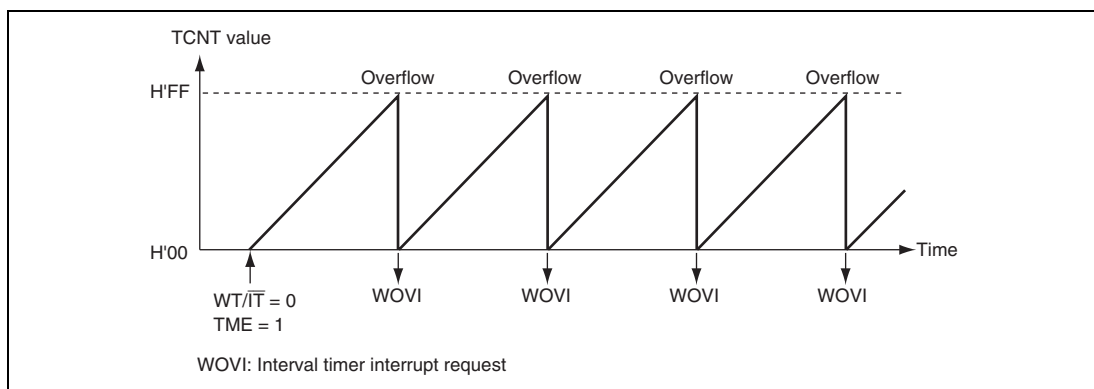 TCNT value
Overflow Overflow Overflow Overflow
H'FF
H'00
Time
WOVI WOVI WOVI WOVI
WT/I̅T̅ = 0
TME = 1
WOVI: Interval timer interrupt request